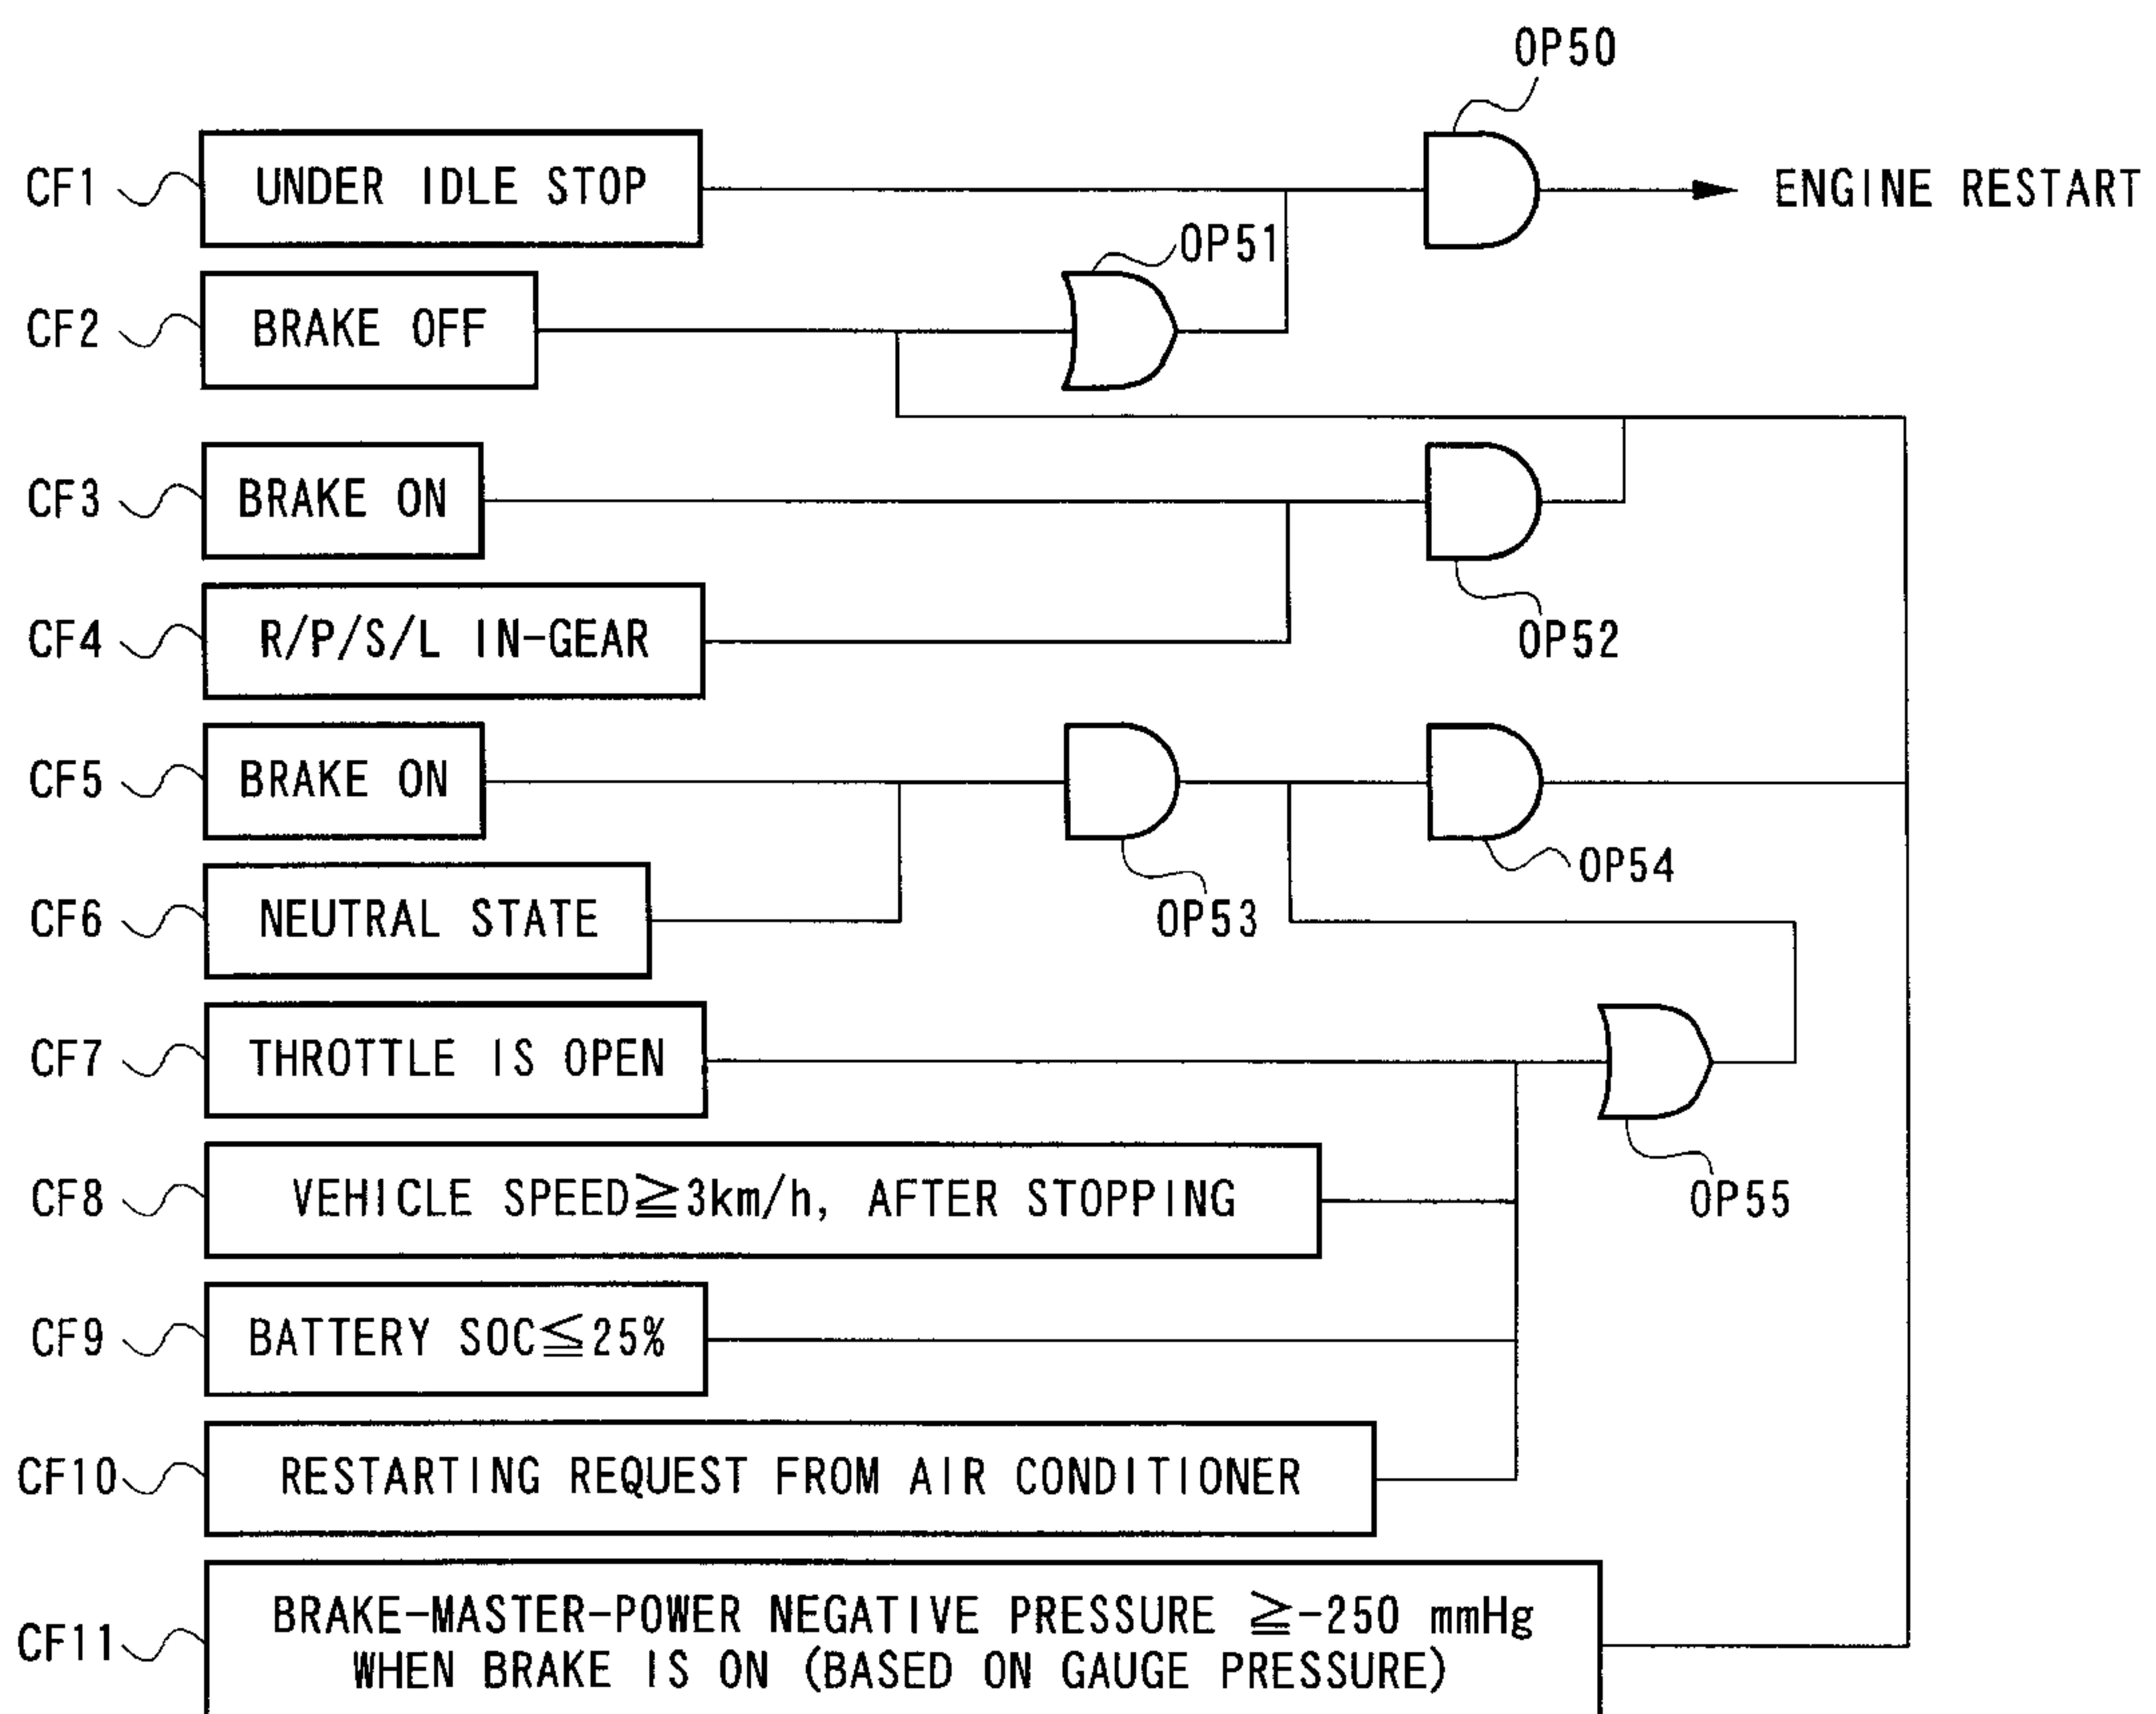 OP50
CF1 UNDER IDLE STOP
ENGINE RESTART
OP51
CF2 BRAKE OFF
CF3 BRAKE ON
CF4 R/P/S/L IN-GEAR
OP52
CF5 BRAKE ON
OP54
CF6 NEUTRAL STATE
OP53
CF7 THROTTLE IS OPEN
CF8 VEHICLE SPEED≧3km/h, AFTER STOPPING
OP55
CF9 BATTERY SOC≦25%
CF10 RESTARTING REQUEST FROM AIR CONDITIONER
CF11 BRAKE-MASTER-POWER NEGATIVE PRESSURE ≧-250 mmHg
WHEN BRAKE IS ON (BASED ON GAUGE PRESSURE)